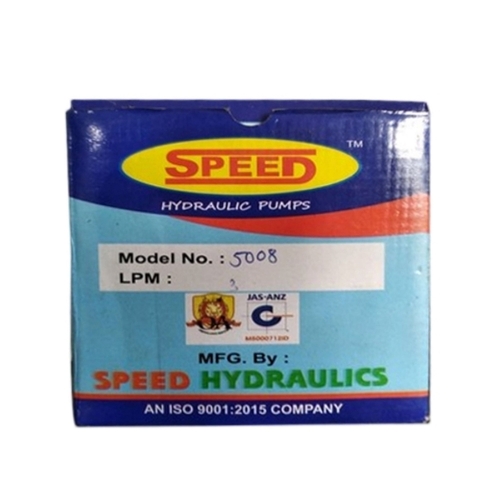 SPEED
TM
HYDRAULIC PUMPS
Model No. : 5008
LPM :
JAS-ANZ
MFG. By :
SPEED HYDRAULICS
AN ISO 9001:2015 COMPANY